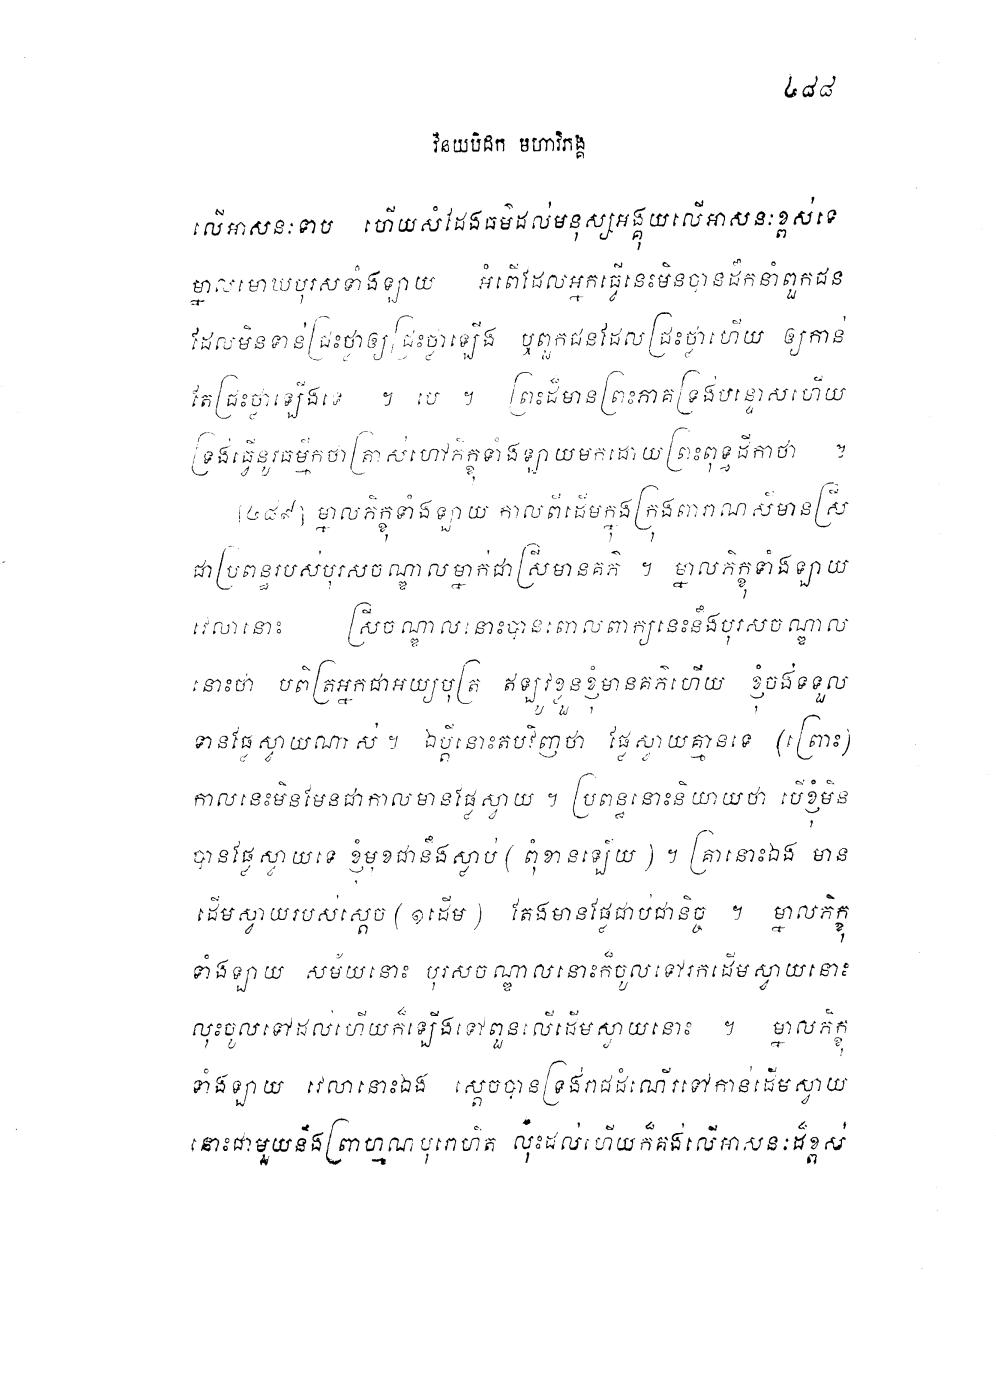 ៤៨៨
វិនយបិដក មហាវិភង្គ
លើអាសនៈទាប ហើយសំដែងធម៌ដល់មនុស្សអង្គុយលើអាសនៈខ្ពស់ទេ
ម្នាលមោឃបុរសទាំងឡាយ អំពើដែលអ្នកធ្វើនេះមិនបានដឹកនាំពួកជន
ដែលមិនទាន់ជ្រះថ្លាឲ្យជ្រះថ្លាឡើង ឬពួកជនដែលជ្រះថ្លាហើយ ឲ្យកាន់
តែជ្រះថ្លាឡើងទេ ។ បេ ។ ព្រះដ៏មានព្រះភាគទ្រង់បន្ទោសហើយ
ទ្រង់ធ្វើនូវធម្មីកថាត្រាស់ហៅភិក្ខុទាំងឡាយមកដោយព្រះពុទ្ធដីកាថា ។
[៤៨៩] ម្នាលភិក្ខុទាំងឡាយ កាលពីដើមក្នុងក្រុងពារាណសីមានស្រី
ជាប្រពន្ធរបស់បុរសចណ្ឌាលម្នាក់ជាស្រីមានគភ៌ ។ ម្នាលភិក្ខុទាំងឡាយ
វេលានោះ ស្រីចណ្ឌាលនោះបានពោលពាក្យនេះនឹងបុរសចណ្ឌាល
នោះថា បពិត្រអ្នកជាអយ្យបុត្រ ឥឡូវខ្លួនខ្ញុំមានគភ៌ហើយ ខ្ញុំចង់ទទួល
ទានផ្លែស្វាយណាស់ ។ ឯប្ដីនោះតបវិញថា ផ្លែស្វាយគ្មានទេ (ព្រោះ)
កាលនេះមិនមែនជាកាលមានផ្លែស្វាយ ។ ប្រពន្ធនោះនិយាយថា បើខ្ញុំមិន
បានផ្លែស្វាយទេ ខ្ញុំមុខជានឹងស្លាប់ ( ពុំខានឡើយ ) ។ គ្រានោះឯង មាន
ដើមស្វាយរបស់ស្ដេច ( ១ដើម ) តែងមានផ្លែជាប់ជានិច្ច ។ ម្នាលភិក្ខុ
ទាំងឡាយ សម័យនោះ បុរសចណ្ឌាលនោះក៏ចូលទៅរកដើមស្វាយនោះ
លុះចូលទៅដល់ហើយក៏ឡើងទៅពួនលើដើមស្វាយនោះ ។ ម្នាលភិក្ខុ
ទាំងឡាយ វេលានោះឯង ស្ដេចបានទ្រង់រាជដំណើរទៅកាន់ដើមស្វាយ
នោះជាមួយនឹងព្រាហ្មណបុរោហិត លុះដល់ហើយក៏គង់លើអាសនៈដ៏ខ្ពស់